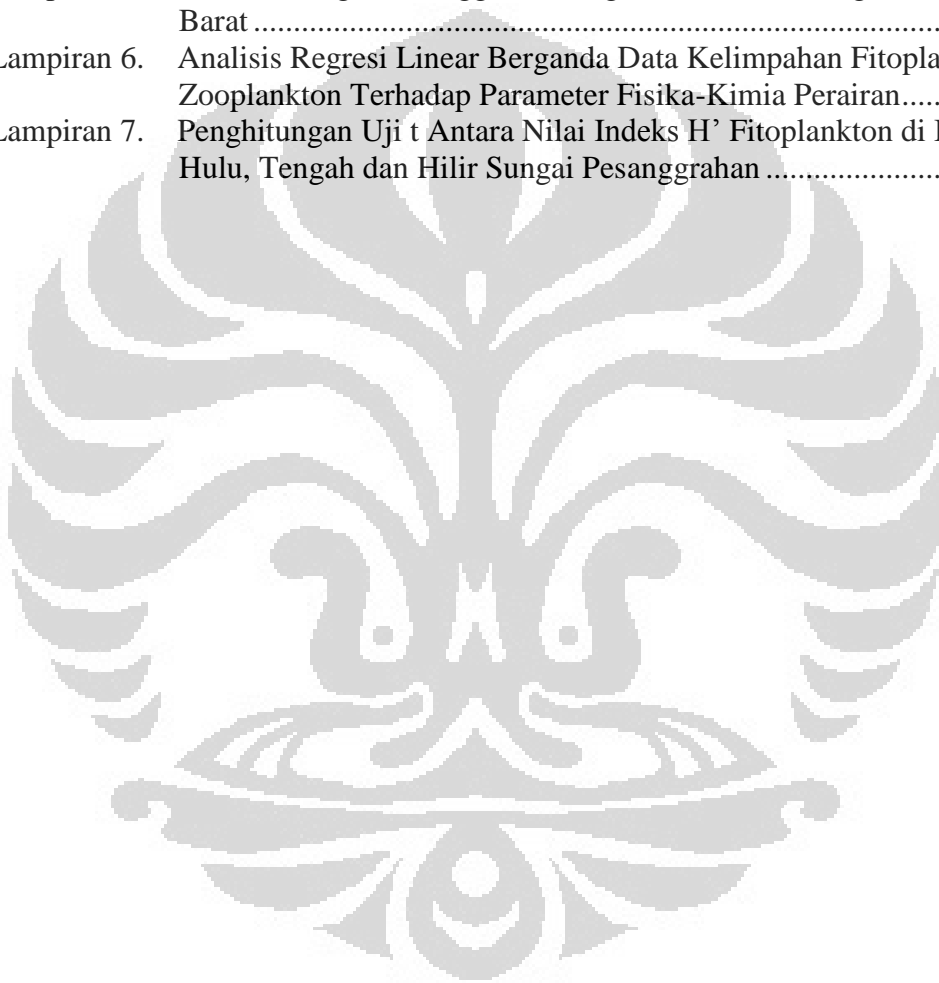 Barat ....................................................................................
Lampiran 6. Analisis Regresi Linear Berganda Data Kelimpahan
Zooplankton Terhadap Parameter Fisika-Kimia Perairan.....
Lampiran 7. Penghitungan Uji t Antara Nilai Indeks H’ Fitoplankton di
Hulu, Tengah dan Hilir Sungai Pesanggrahan .....................